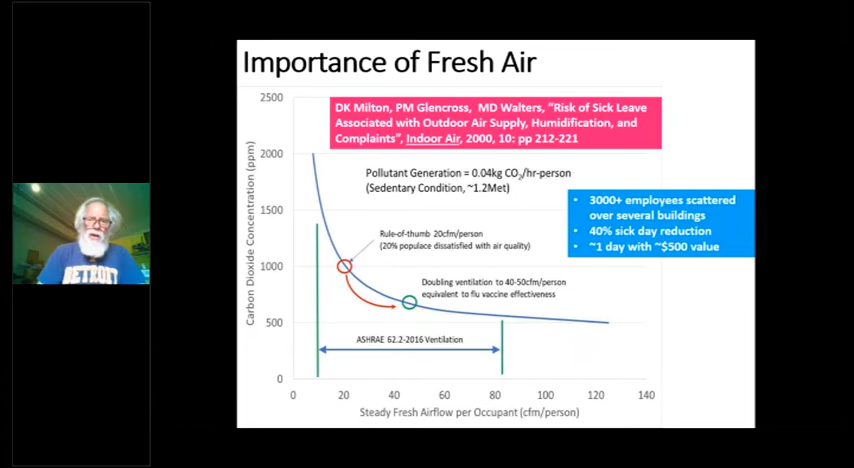 Importance of Fresh Air
2500
2000
1500
1000
500
0
Carbon Dioxide Concentration (ppm)
DK Milton, PM Glencross, MD Walters, “Risk of Sick Leave
Associated with Outdoor Air Supply, Humidification, and
Complaints”, Indoor Air, 2000, 10: pp 212-221
Pollutant Generation = 0.04kg CO₂/hr-person
(Sedentary Condition, ~1.2Met)
• 3000+ employees scattered
over several buildings
• 40% sick day reduction
• ~1 day with ~$500 value
Rule-of-thumb 20cfm/person
(20% populace dissatisfied with air quality)
Doubling ventilation to 40-50cfm/person
equivalent to flu vaccine effectiveness
ASHRAE 62.2-2016 Ventilation
0 20 40 60 80 100 120 140
Steady Fresh Airflow per Occupant (cfm/person)
DETROIT